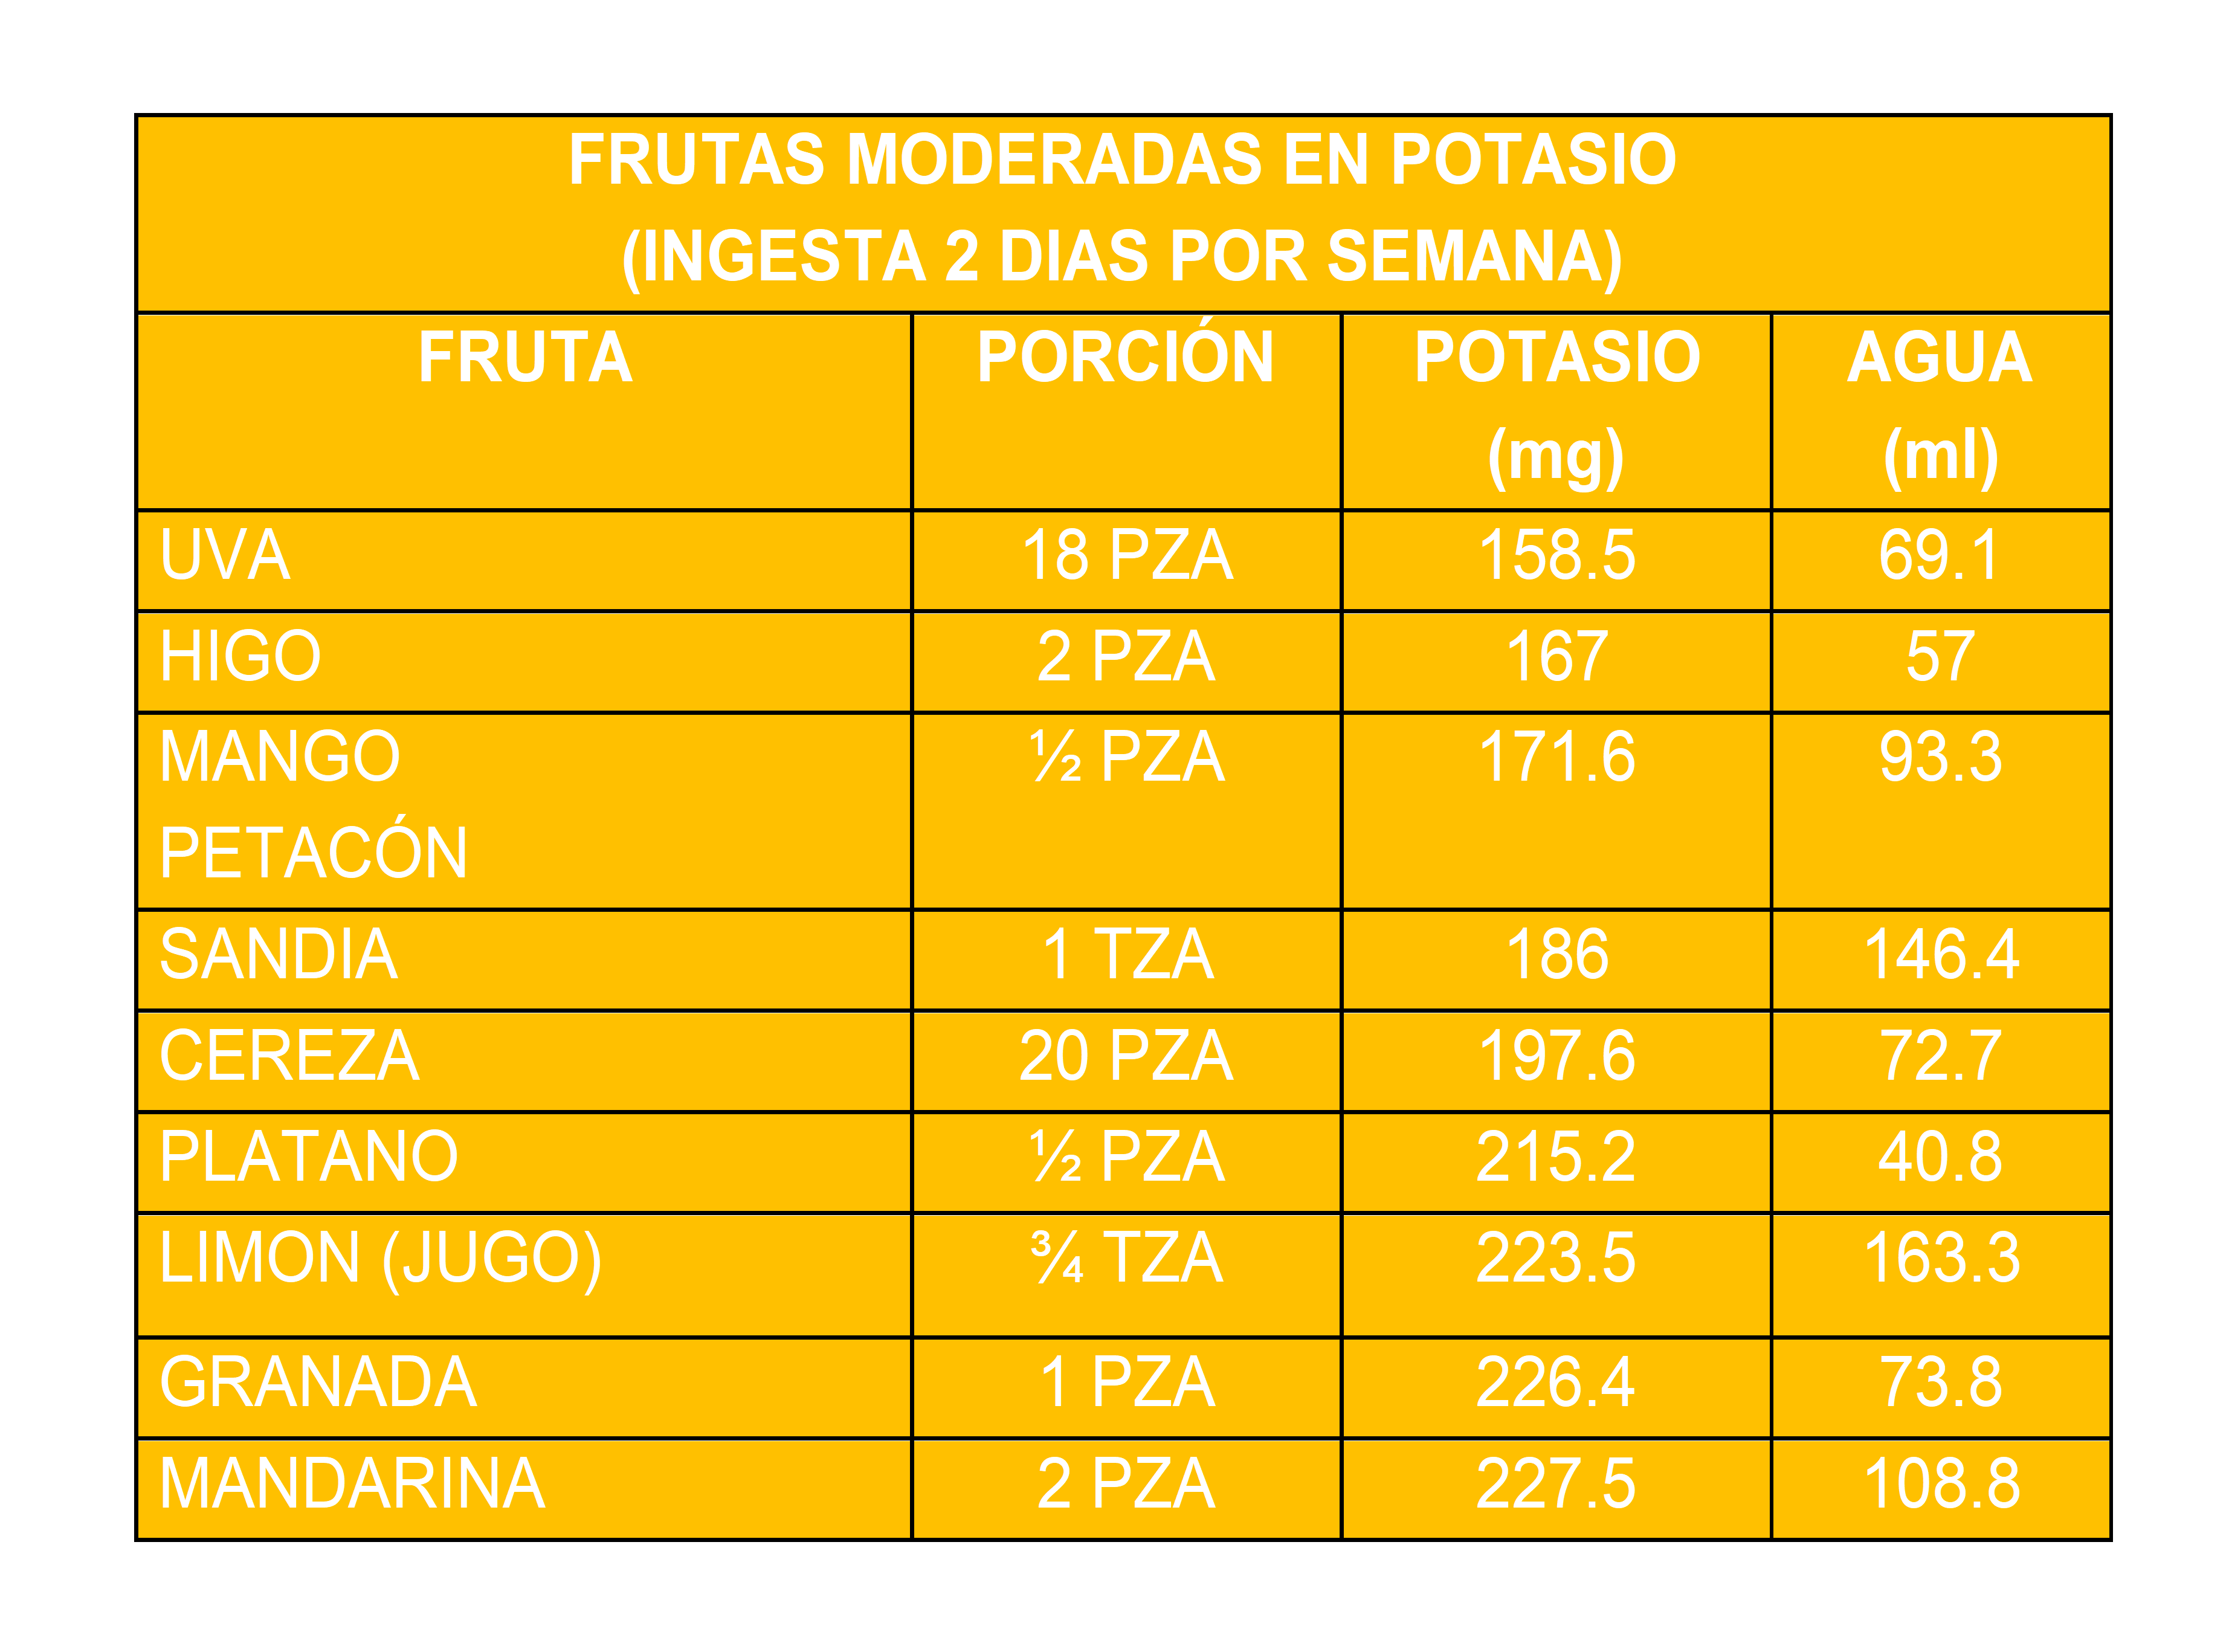 FRUTAS MODERADAS EN POTASIO
(INGESTA 2 DIAS POR SEMANA)
FRUTA PORCIÓN POTASIO (mg) AGUA (ml)
UVA 18 PZA 158.5 69.1
HIGO 2 PZA 167 57
MANGO PETACÓN ½ PZA 171.6 93.3
SANDIA 1 TZA 186 146.4
CEREZA 20 PZA 197.6 72.7
PLATANO ½ PZA 215.2 40.8
LIMON (JUGO) ¾ TZA 223.5 163.3
GRANADA 1 PZA 226.4 73.8
MANDARINA 2 PZA 227.5 108.8